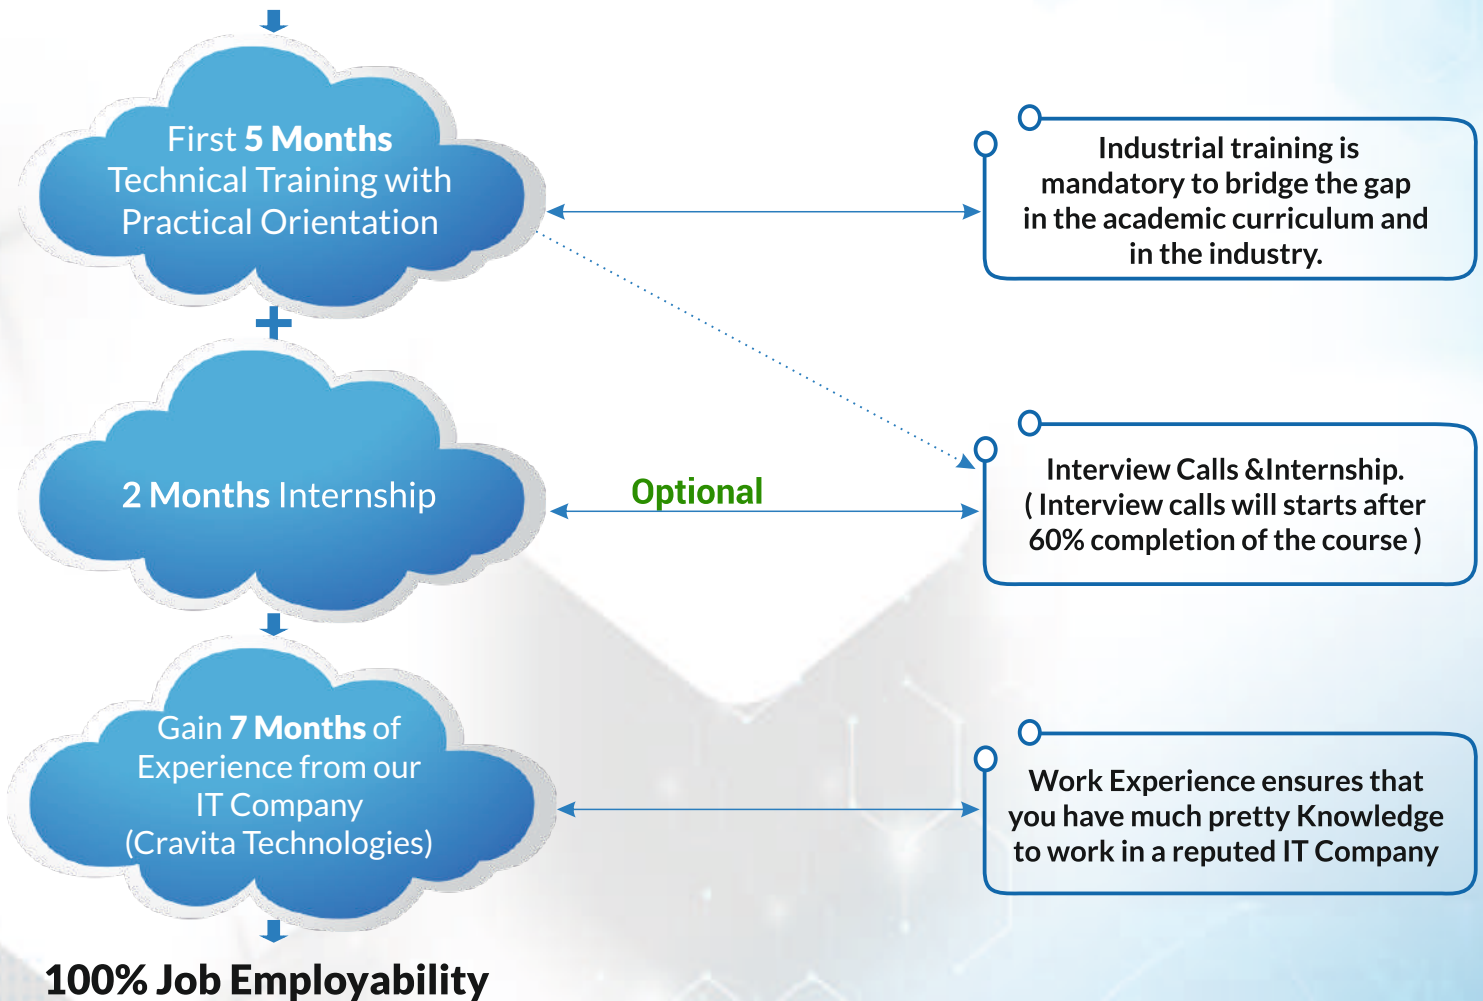 First 5 Months
Technical Training with
Practical Orientation
Industrial training is
mandatory to bridge the gap
in the academic curriculum and
in the industry.
+
2 Months Internship
Optional
Interview Calls &Internship.
( Interview calls will starts after
60% completion of the course )
Gain 7 Months of
Experience from our
IT Company
(Cravita Technologies)
Work Experience ensures that
you have much pretty Knowledge
to work in a reputed IT Company
100% Job Employability